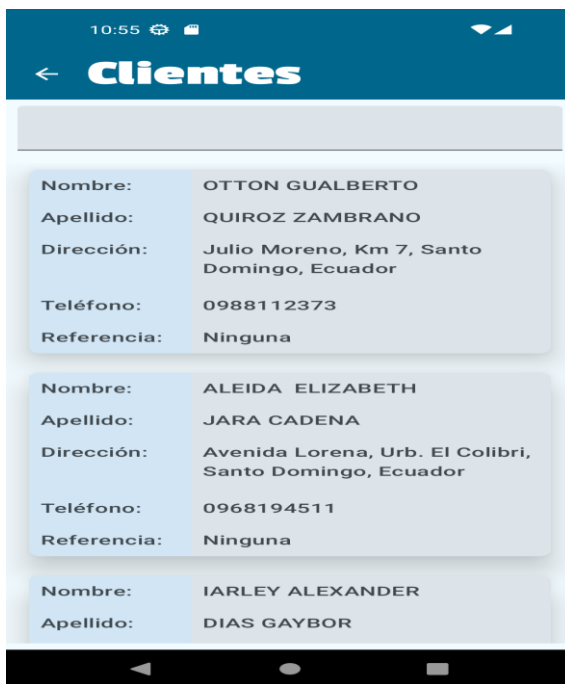 10:55
Clientes
Nombre: OTTON GUALBERTO
Apellido: QUIROZ ZAMBRANO
Dirección: Julio Moreno, Km 7, Santo
Domingo, Ecuador
Teléfono: 0988112373
Referencia: Ninguna
Nombre: ALEIDA ELIZABETH
Apellido: JARA CADENA
Dirección: Avenida Lorena, Urb. El Colibri,
Santo Domingo, Ecuador
Teléfono: 0968194511
Referencia: Ninguna
Nombre: IARLEY ALEXANDER
Apellido: DIAS GAYBOR